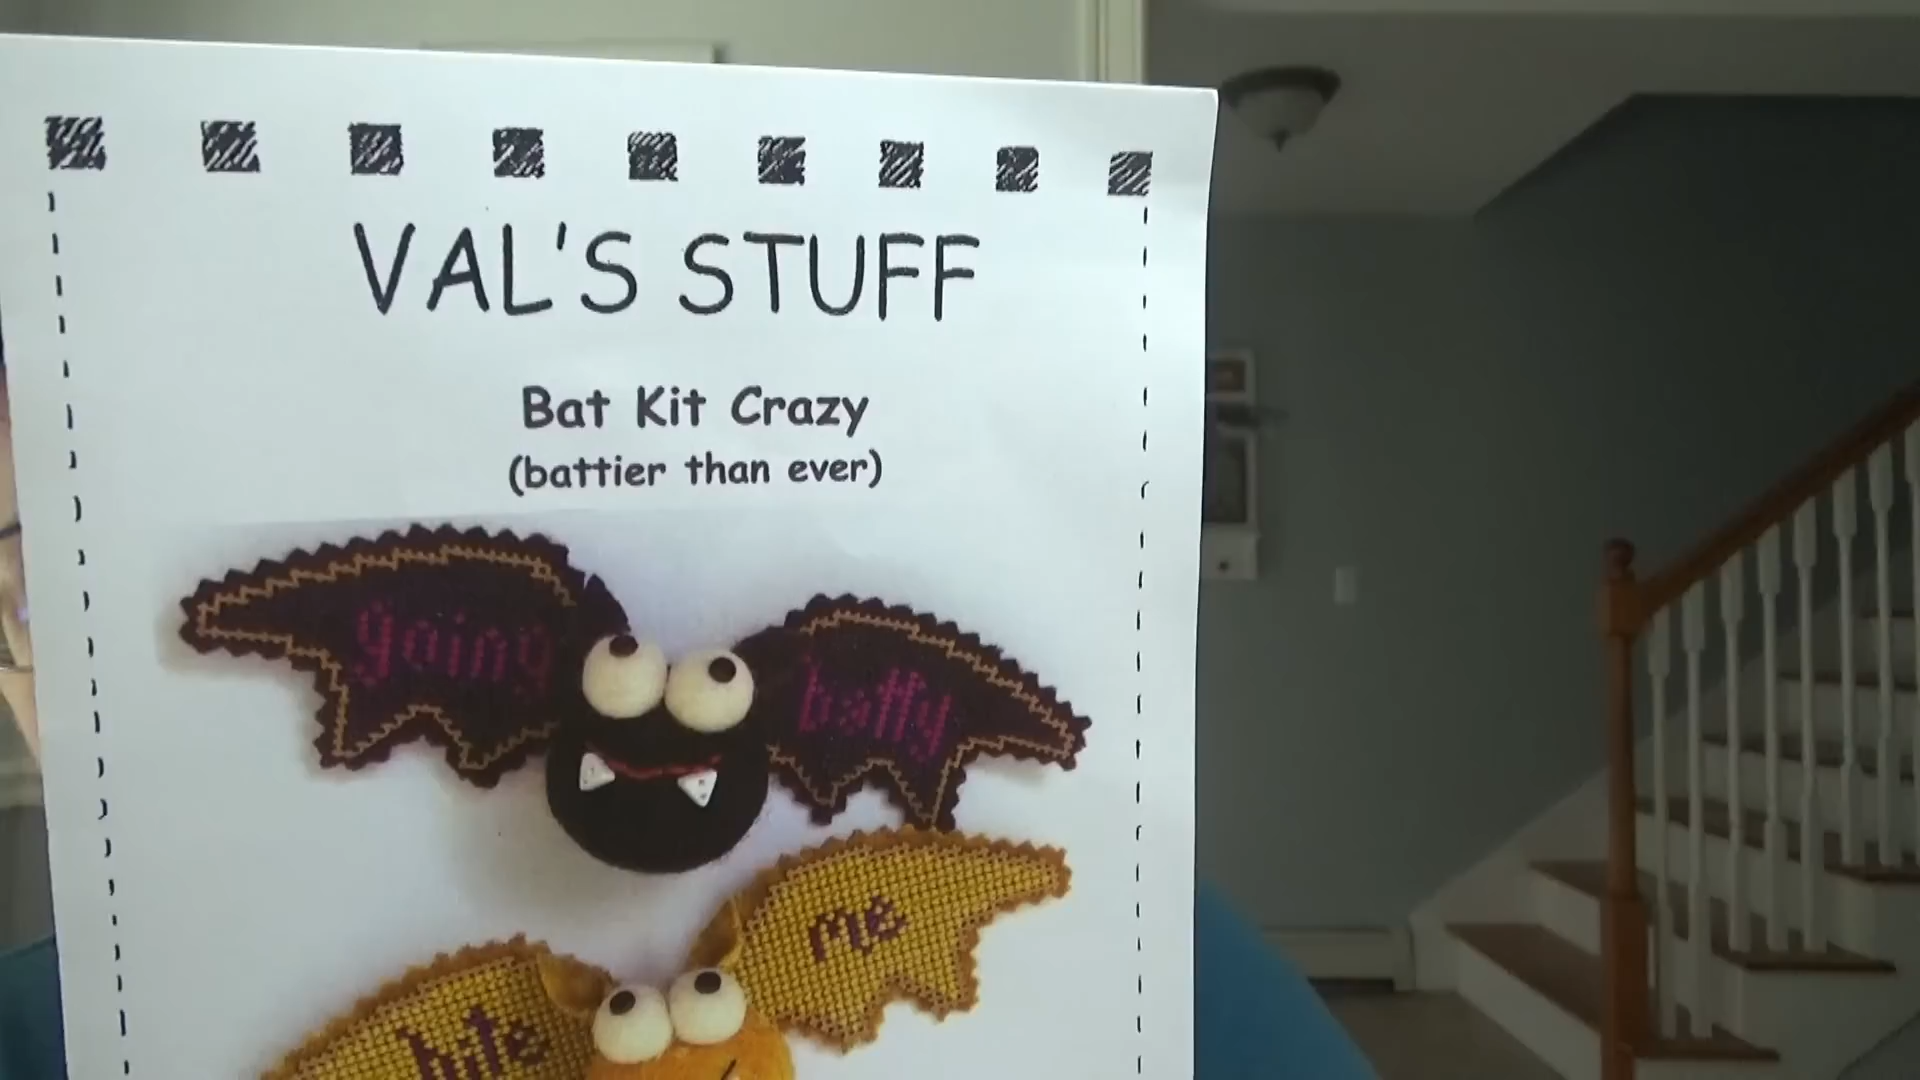 VAL'S STUFF
Bat Kit Crazy
(battier than ever)
going batty
bite me